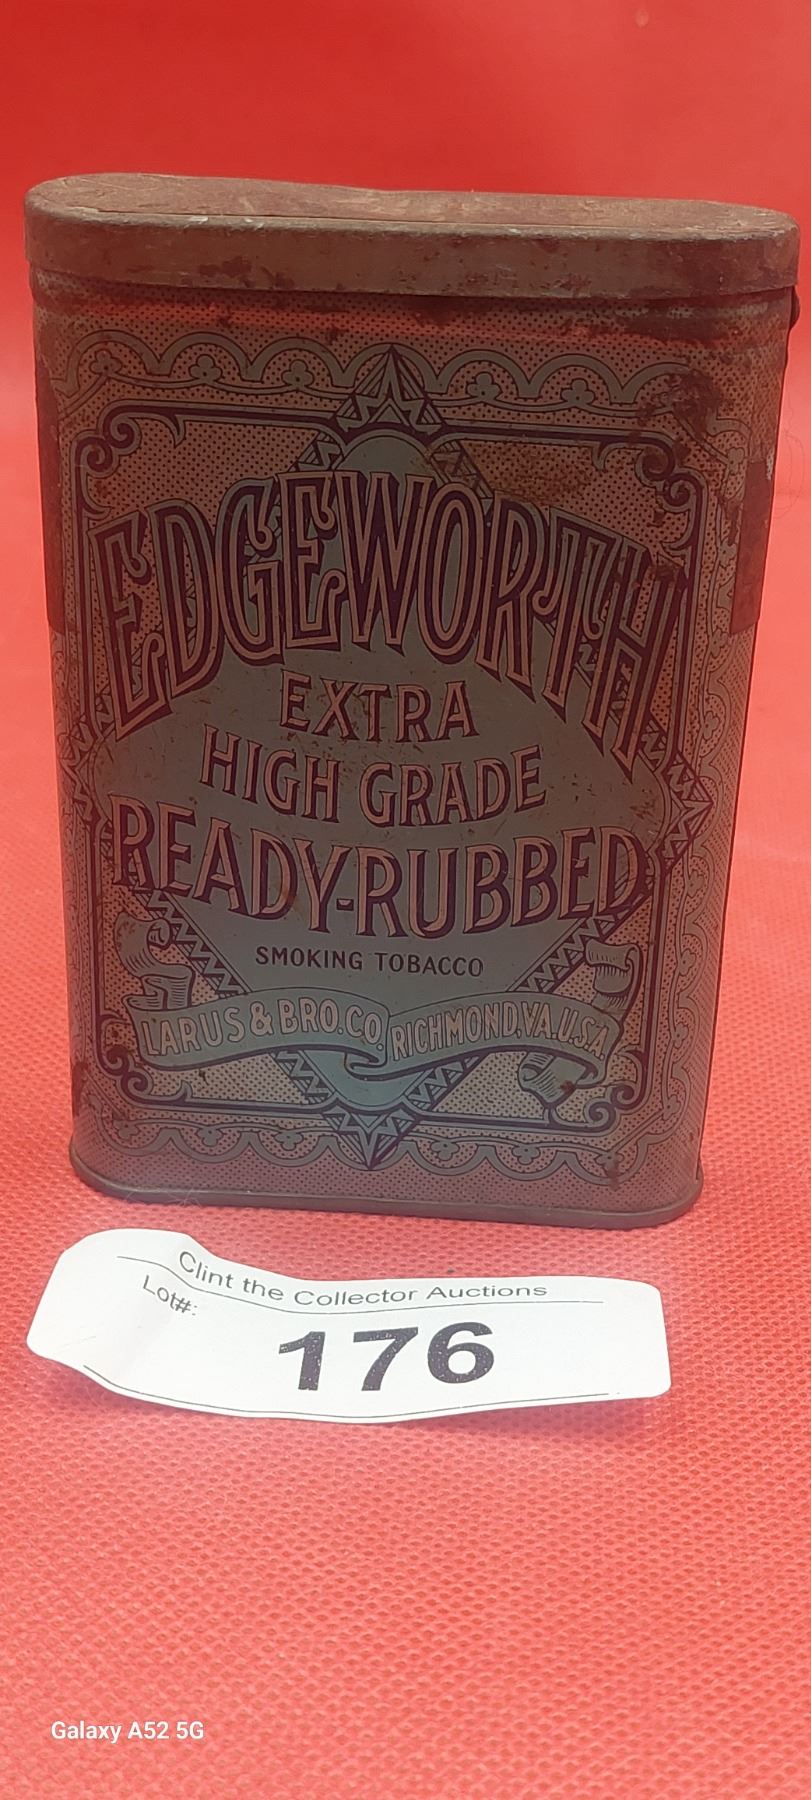 EDGEWORTH
EXTRA
HIGH GRADE
READY-RUBBED
SMOKING TOBACCO
LARUS & BRO. CO. RICHMOND, VA. U.S.A.
Clint the Collector Auctions
Lot#:
176
Galaxy A52 5G